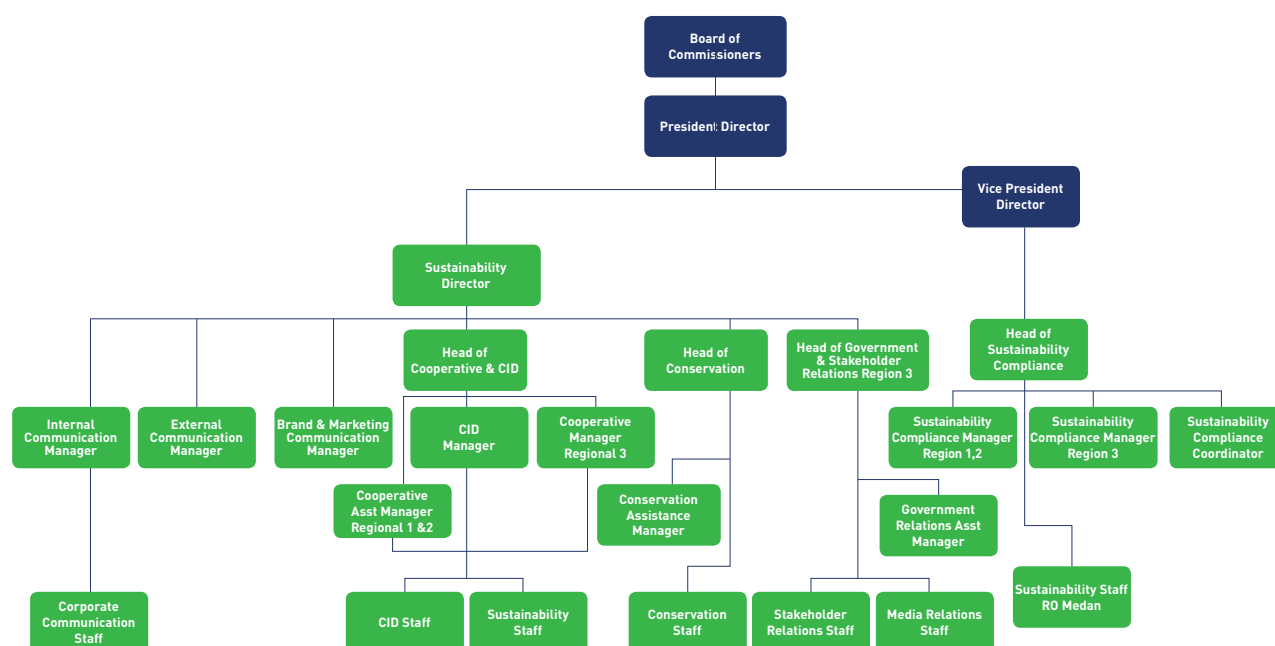 Board of
Commissioners
President Director
Vice President
Director
Sustainability
Director
Head of
Cooperative & CID
Head of
Conservation
Head of Government
& Stakeholder
Relations Region 3
Head of
Sustainability
Compliance
Internal
Communication
Manager
External
Communication
Manager
Brand & Marketing
Communication
Manager
CID
Manager
Cooperative
Manager
Regional 3
Sustainability
Compliance Manager
Region 1,2
Sustainability
Compliance Manager
Region 3
Sustainability
Compliance
Coordinator
Cooperative
Asst Manager
Regional 1 &2
Conservation
Assistance
Manager
Government
Relations Asst
Manager
Sustainability Staff
RO Medan
Corporate
Communication
Staff
CID Staff
Sustainability
Staff
Conservation
Staff
Stakeholder
Relations Staff
Media Relations
Staff